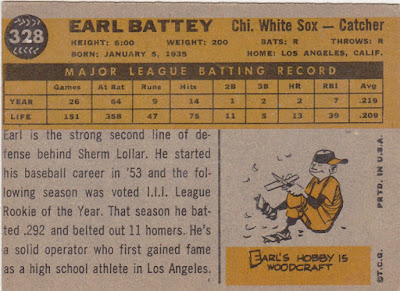 328
EARL BATTEY Chi. White Sox — Catcher
HEIGHT: 6:00 WEIGHT: 200 BATS: R THROWS: R
BORN: JANUARY 5, 1935 HOME: LOS ANGELES, CALIF.
MAJOR LEAGUE BATTING RECORD
Games At Bat Runs Hits 2B 3B HR RBI Avg
YEAR 26 64 9 14 1 2 2 7 .219
LIFE 151 358 47 75 11 5 13 39 .209
Earl is the strong second line of de-
fense behind Sherm Lollar. He started
his baseball career in '53 and the fol-
lowing season was voted I.I.I. League
Rookie of the Year. That season he bat-
ted .292 and belted out 11 homers. He's
a solid operator who first gained fame
as a high school athlete in Los Angeles.
EARL'S HOBBY IS
WOODCRAFT
©T.C.G. PRTD. IN U.S.A.